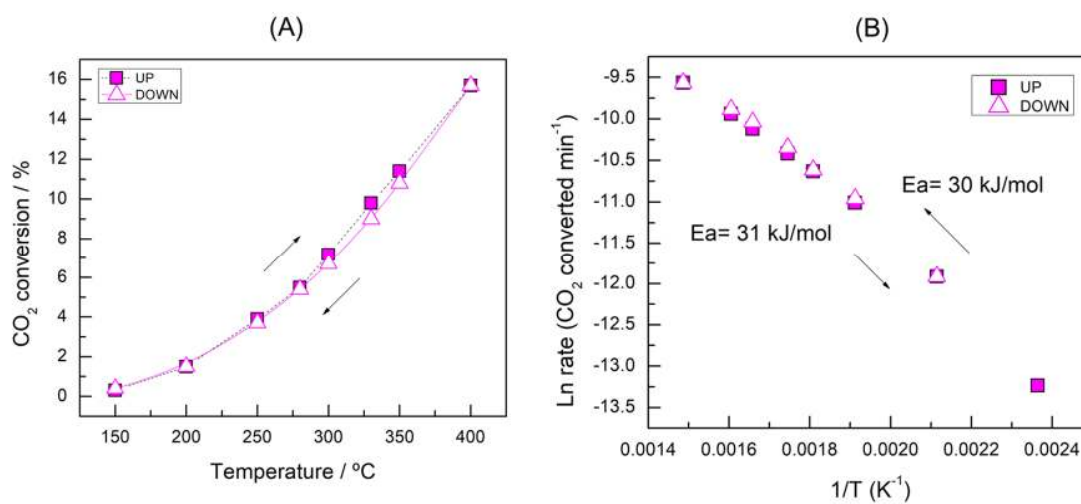 (A)
UP
DOWN
16
14
12
10
8
6
4
2
0
150 200 250 300 350 400
CO₂ conversion / %
Temperature / ºC
(B)
UP
DOWN
-9.5
-10.0
-10.5
-11.0
-11.5
-12.0
-12.5
-13.0
-13.5
Ea= 30 kJ/mol
Ea= 31 kJ/mol
0.0014 0.0016 0.0018 0.0020 0.0022 0.0024
Ln rate (CO₂ converted min⁻¹)
1/T (K⁻¹)